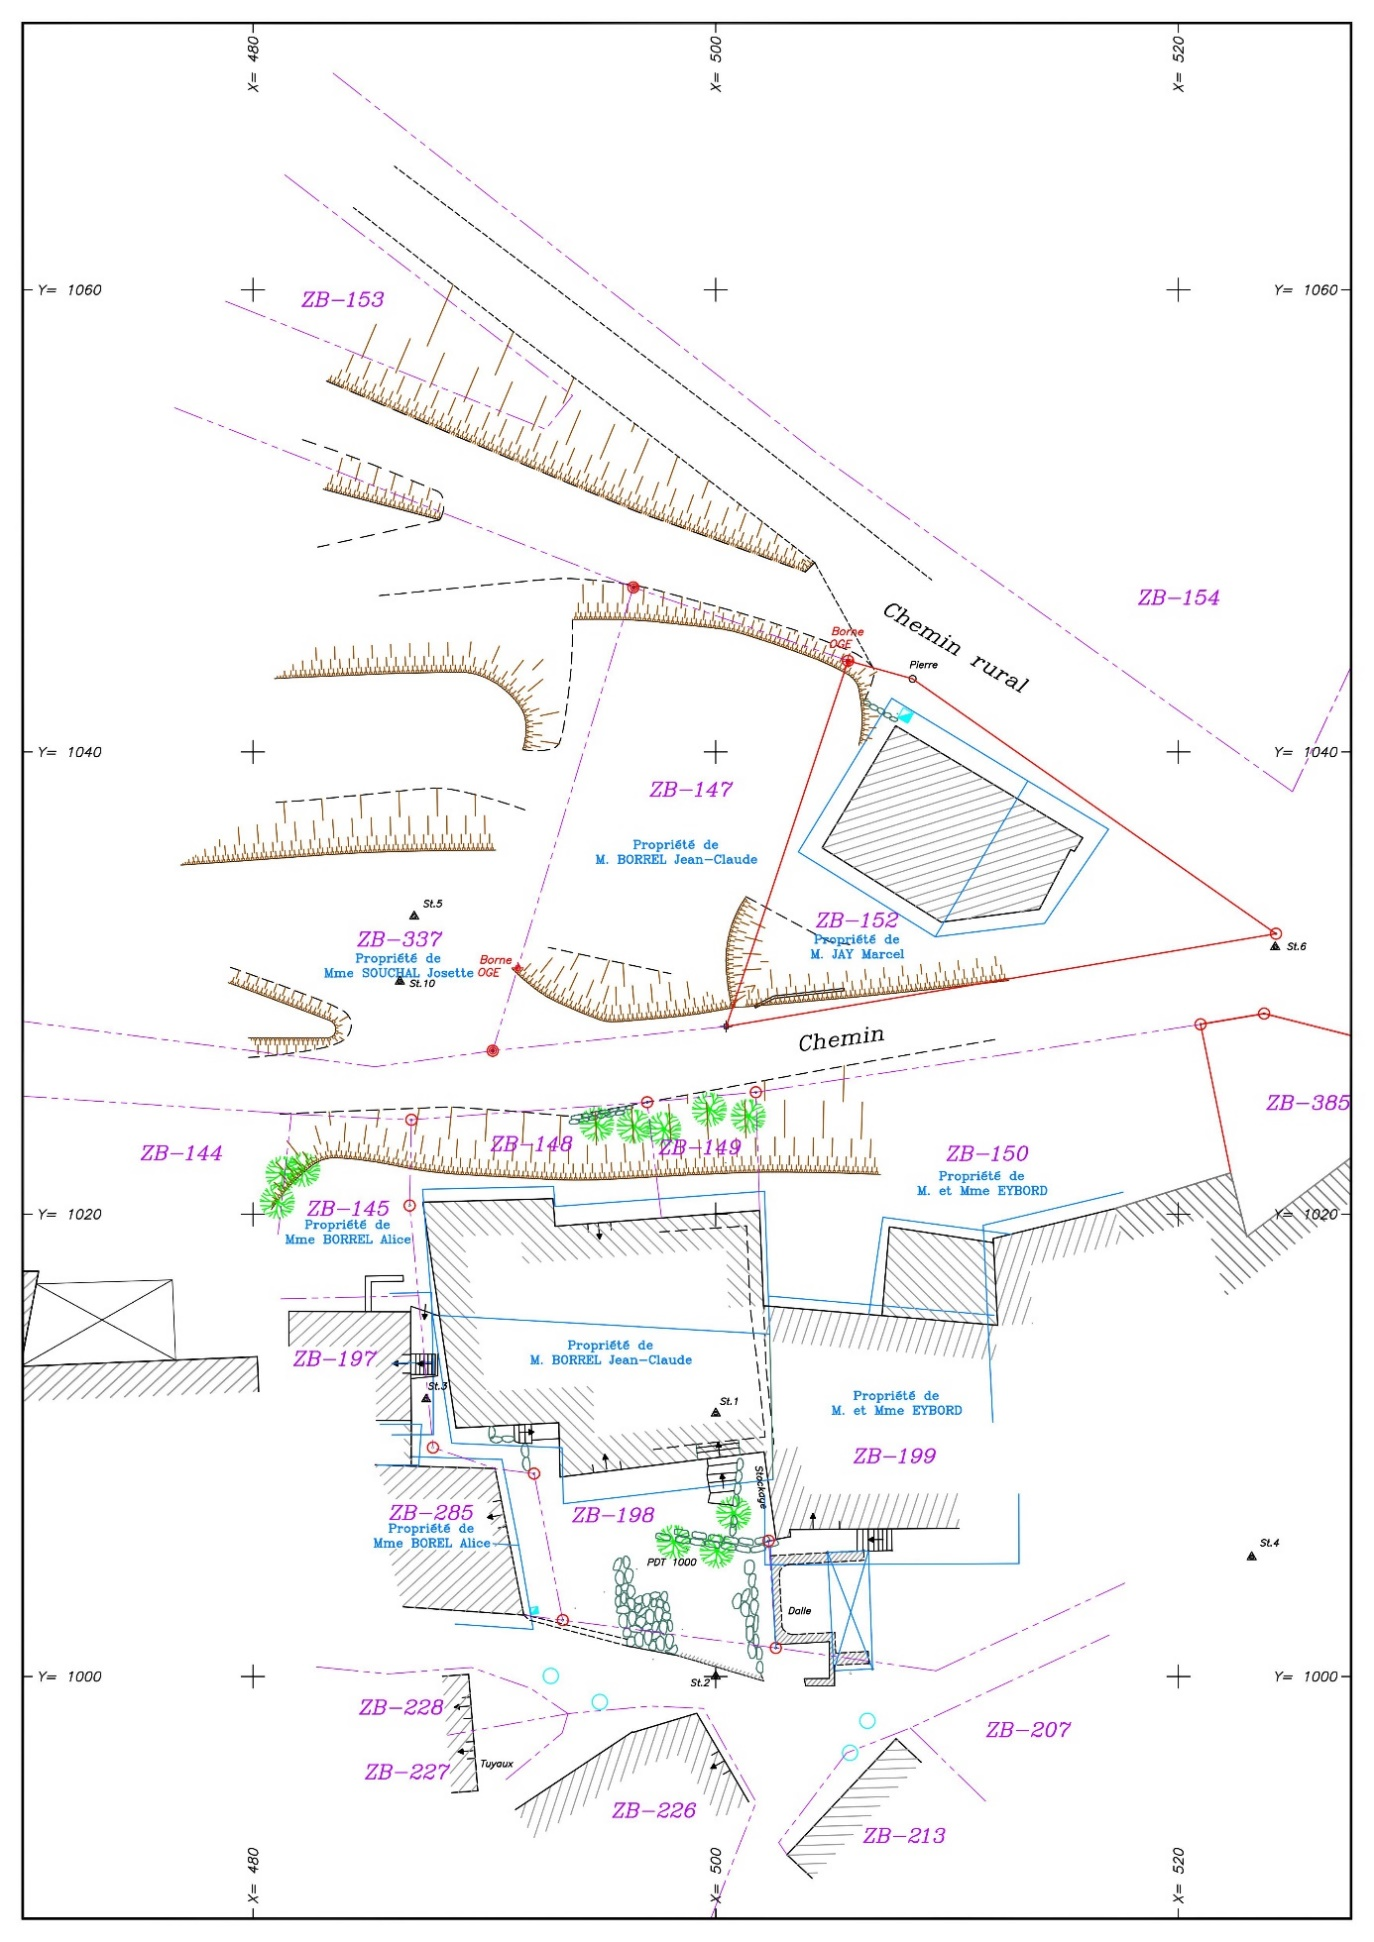 X= 480
X= 500
X= 520
Y= 1060
ZB-153
Y= 1060
ZB-154
Chemin rural
Borne
OGE
Pierre
Y= 1040
Y= 1040
ZB-147
Propriété de
M. BORREL Jean-Claude
St.5
ZB-337
Propriété de
Mme SOUCHAL Josette
St.10
Borne
OGE
ZB-152
Propriété de
M. JAY Marcel
St.6
Chemin
ZB-385
ZB-144
ZB-148
ZB-149
ZB-150
Propriété de
M. et Mme EYBORD
ZB-145
Propriété de
Mme BORREL Alice
Y= 1020
Y= 1020
ZB-197
Propriété de
M. BORREL Jean-Claude
St.3
St.1
Propriété de
M. et Mme EYBORD
ZB-199
Stockage
ZB-285
Propriété de
Mme BOREL Alice
ZB-198
PDT 1000
St.4
Dalle
Y= 1000
St.2
Y= 1000
ZB-228
ZB-207
Tuyaux
ZB-227
ZB-226
ZB-213
X= 480
X= 500
X= 520